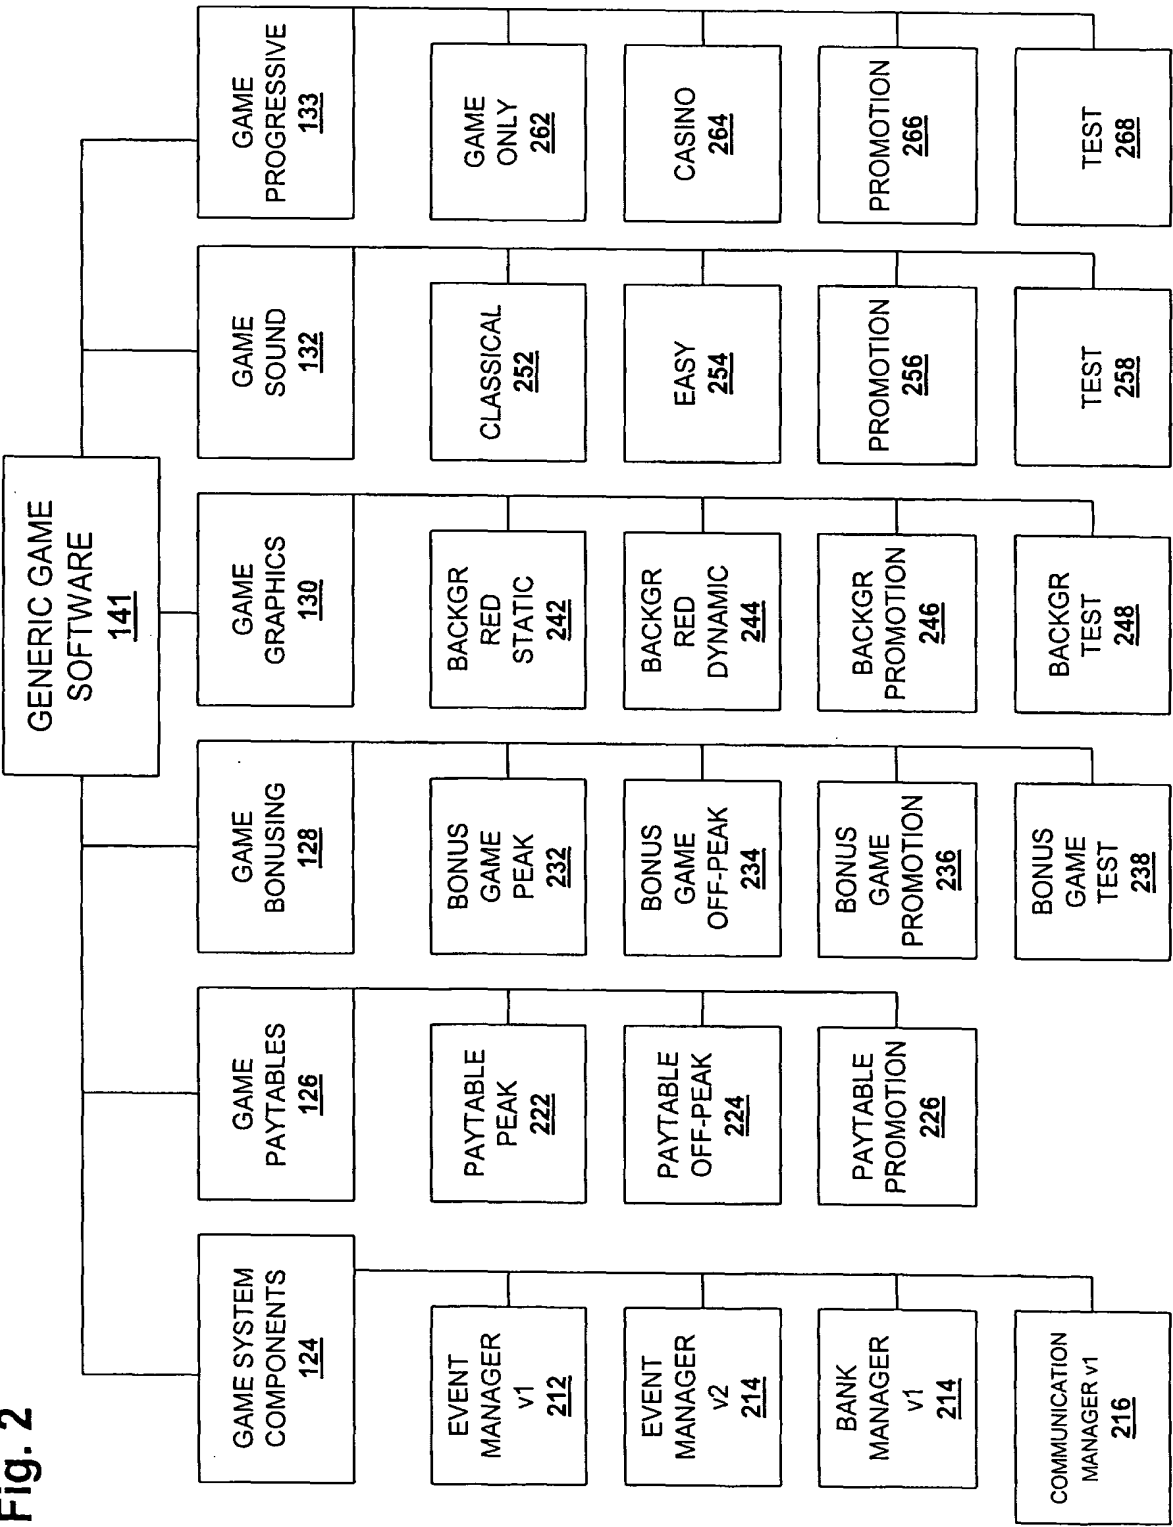 Fig. 2
GENERIC GAME
SOFTWARE
141
GAME SYSTEM
COMPONENTS
124
EVENT
MANAGER
v1
212
EVENT
MANAGER
v2
214
BANK
MANAGER
v1
214
COMMUNICATION
MANAGER v1
216
GAME
PAYTABLES
126
PAYTABLE
PEAK
222
PAYTABLE
OFF-PEAK
224
PAYTABLE
PROMOTION
226
GAME
BONUSING
128
BONUS
GAME
PEAK
232
BONUS
GAME
OFF-PEAK
234
BONUS
GAME
PROMOTION
236
BONUS
GAME
TEST
238
GAME
GRAPHICS
130
BACKGR
RED
STATIC
242
BACKGR
RED
DYNAMIC
244
BACKGR
PROMOTION
246
BACKGR
TEST
248
GAME
SOUND
132
CLASSICAL
252
EASY
254
PROMOTION
256
TEST
258
GAME
PROGRESSIVE
133
GAME
ONLY
262
CASINO
264
PROMOTION
266
TEST
268